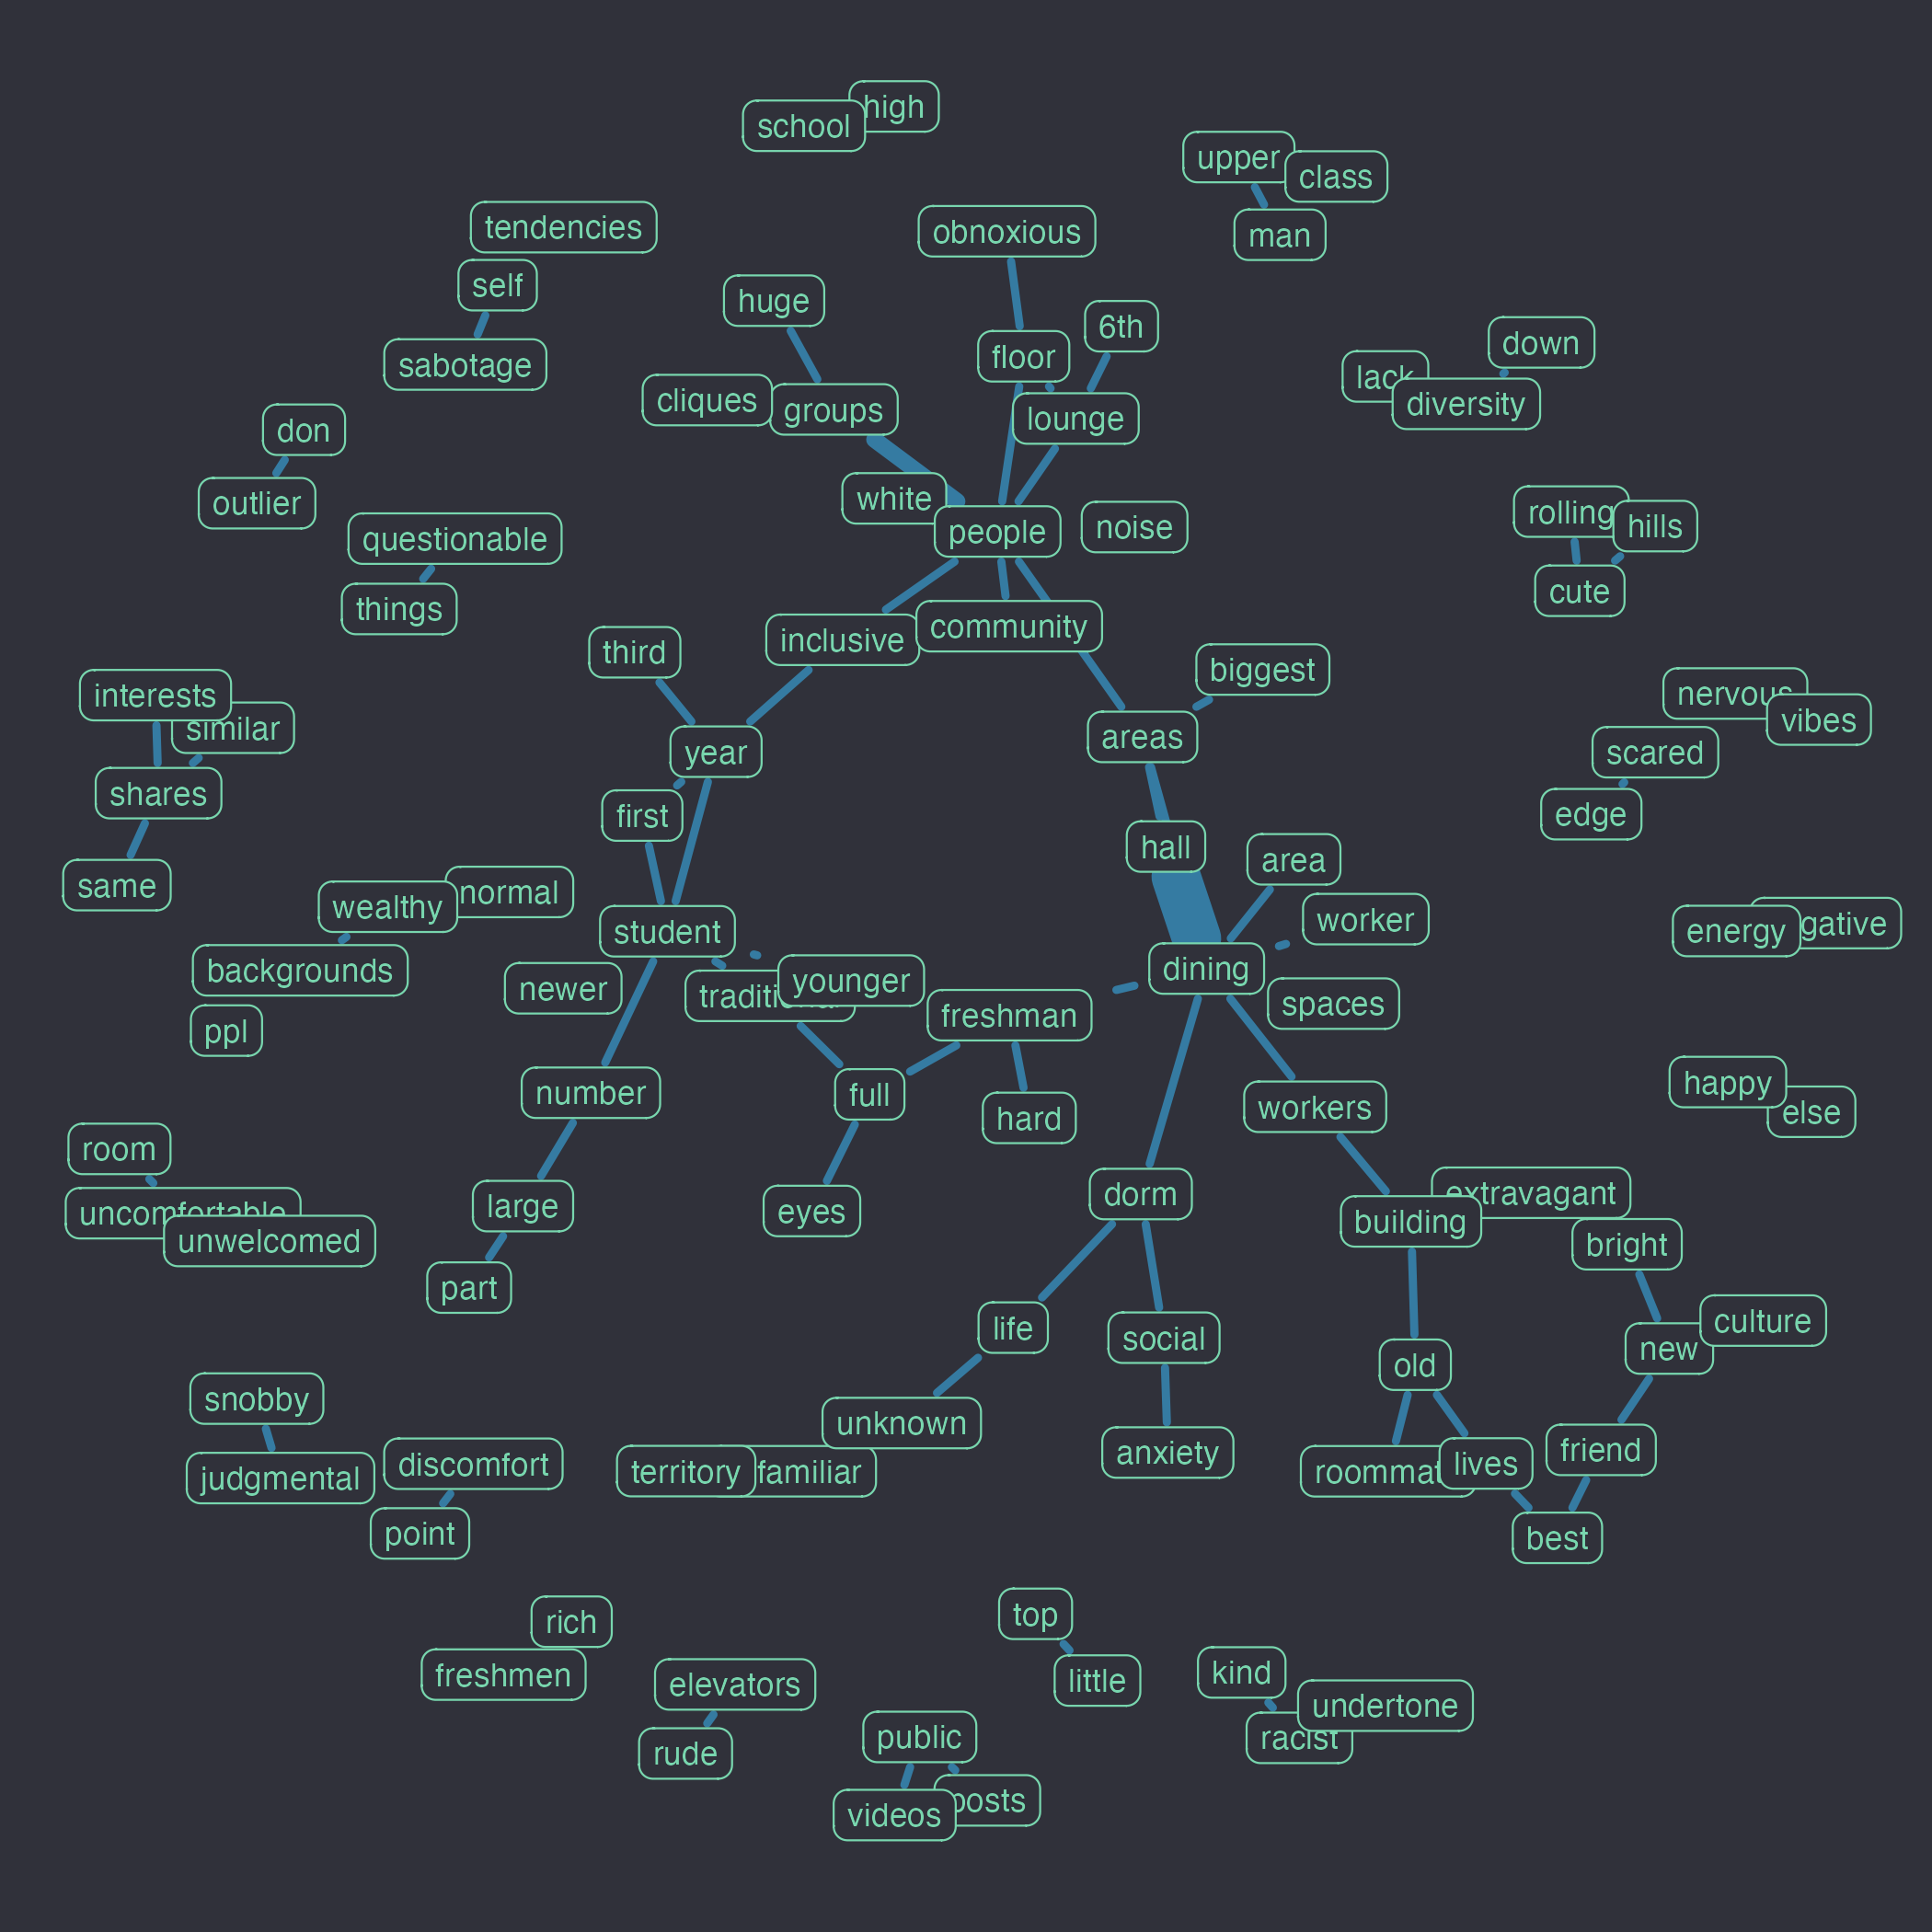 high
school
upper
class
tendencies
obnoxious
man
self
huge
6th
floor
down
sabotage
lack
cliques
groups
lounge
diversity
don
white
outlier
rolling
hills
people
noise
questionable
cute
things
community
inclusive
third
biggest
interests
nervous
similar
vibes
year
areas
scared
shares
first
edge
hall
area
same
normal
wealthy
worker
student
energy
gative
backgrounds
dining
younger
newer
spaces
freshman
ppl
happy
number
full
workers
else
hard
room
dorm
extravagant
large
uncomfortable
eyes
building
unwelcomed
bright
part
culture
life
social
new
old
snobby
unknown
friend
discomfort
anxiety
lives
territory
familiar
judgmental
point
best
top
rich
kind
freshmen
little
elevators
undertone
public
racist
rude
posts
videos